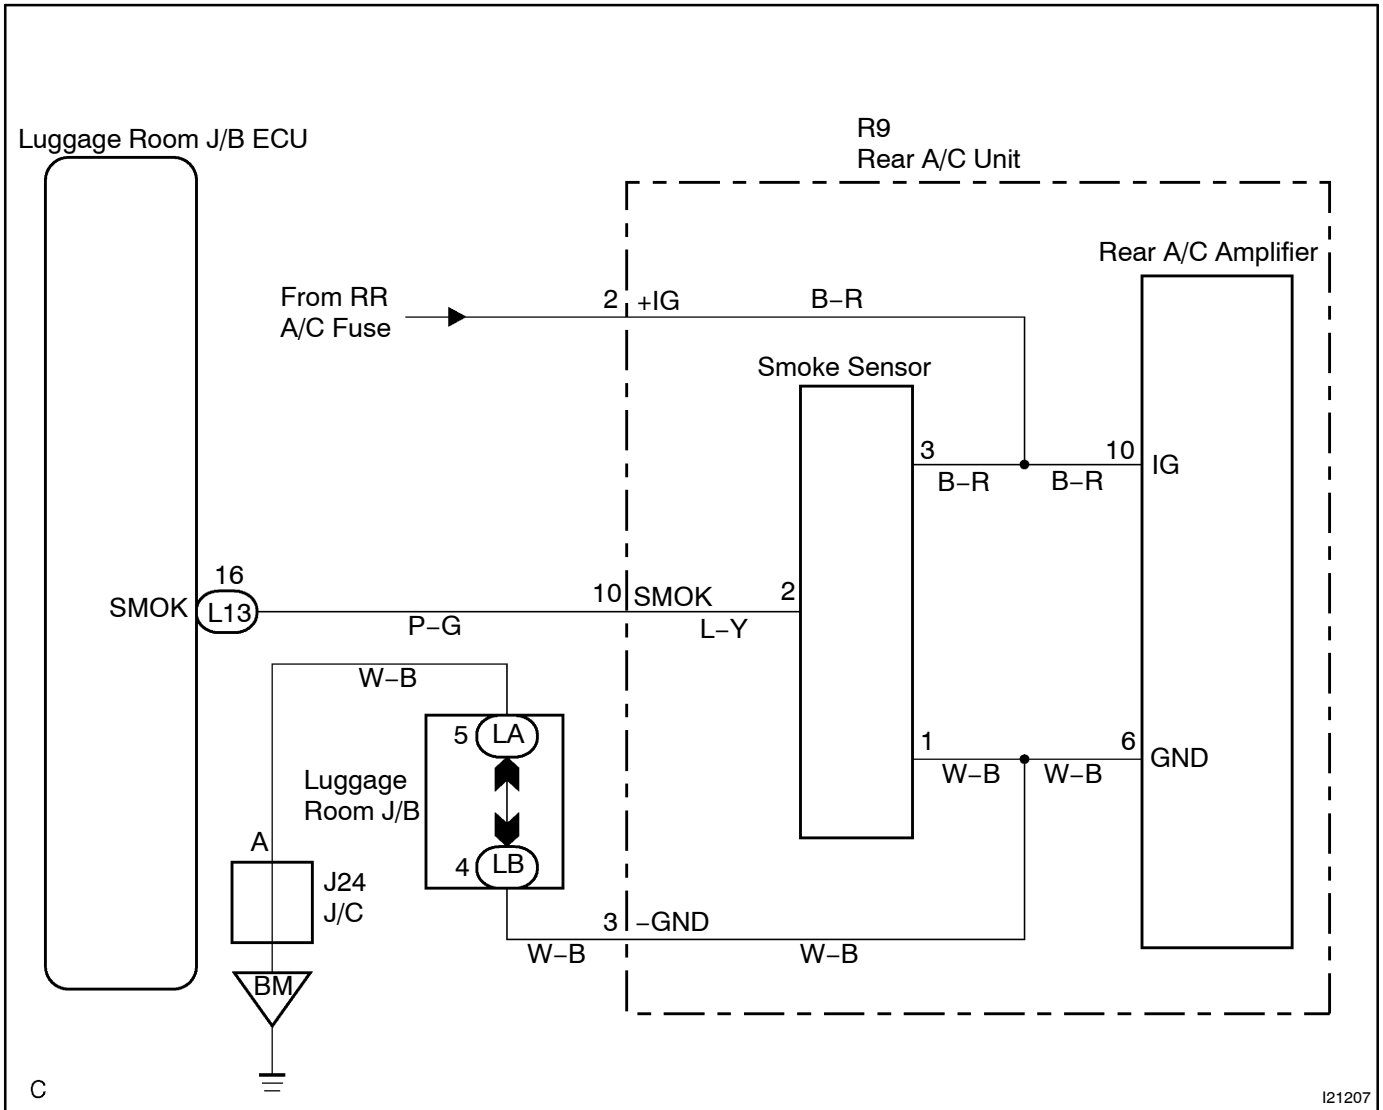 R9
Rear A/C Unit
Luggage Room J/B ECU
Rear A/C Amplifier
From RR
A/C Fuse
2 +IG B−R
Smoke Sensor
3 10 IG
B−R B−R
16
SMOK L13
10 SMOK 2
P−G L−Y
W−B
5 LA
1 6 GND
W−B W−B
Luggage
Room J/B
A
4 LB
J24
J/C
3 −GND
W−B W−B
BM
C
I21207